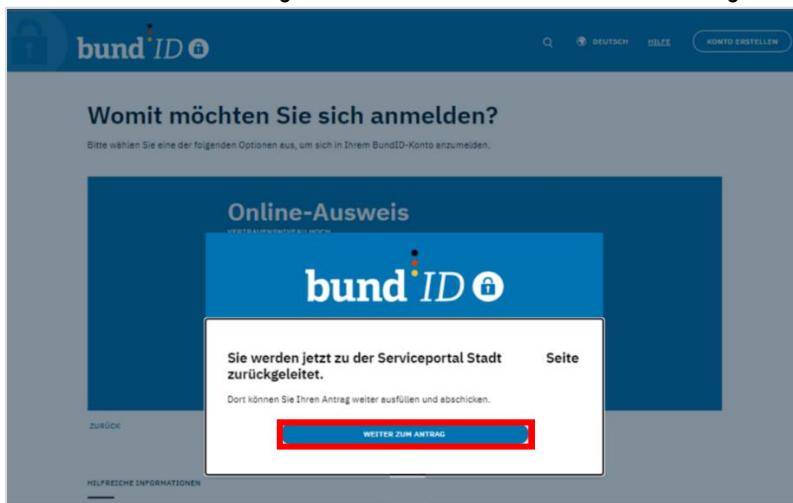 bund ID
DEUTSCH HILFE KONTO ERSTELLEN
Womit möchten Sie sich anmelden?
Bitte wählen Sie eine der folgenden Optionen aus, um sich in Ihrem BundID-Konto anzumelden.
Online-Ausweis
VERTRAUENSNIVEAU HOCH
bund ID
Sie werden jetzt zu der Serviceportal Stadt Seite
zurückgeleitet.
Dort können Sie Ihren Antrag weiter ausfüllen und abschicken.
WEITER ZUM ANTRAG
ZURÜCK
HILFREICHE INFORMATIONEN